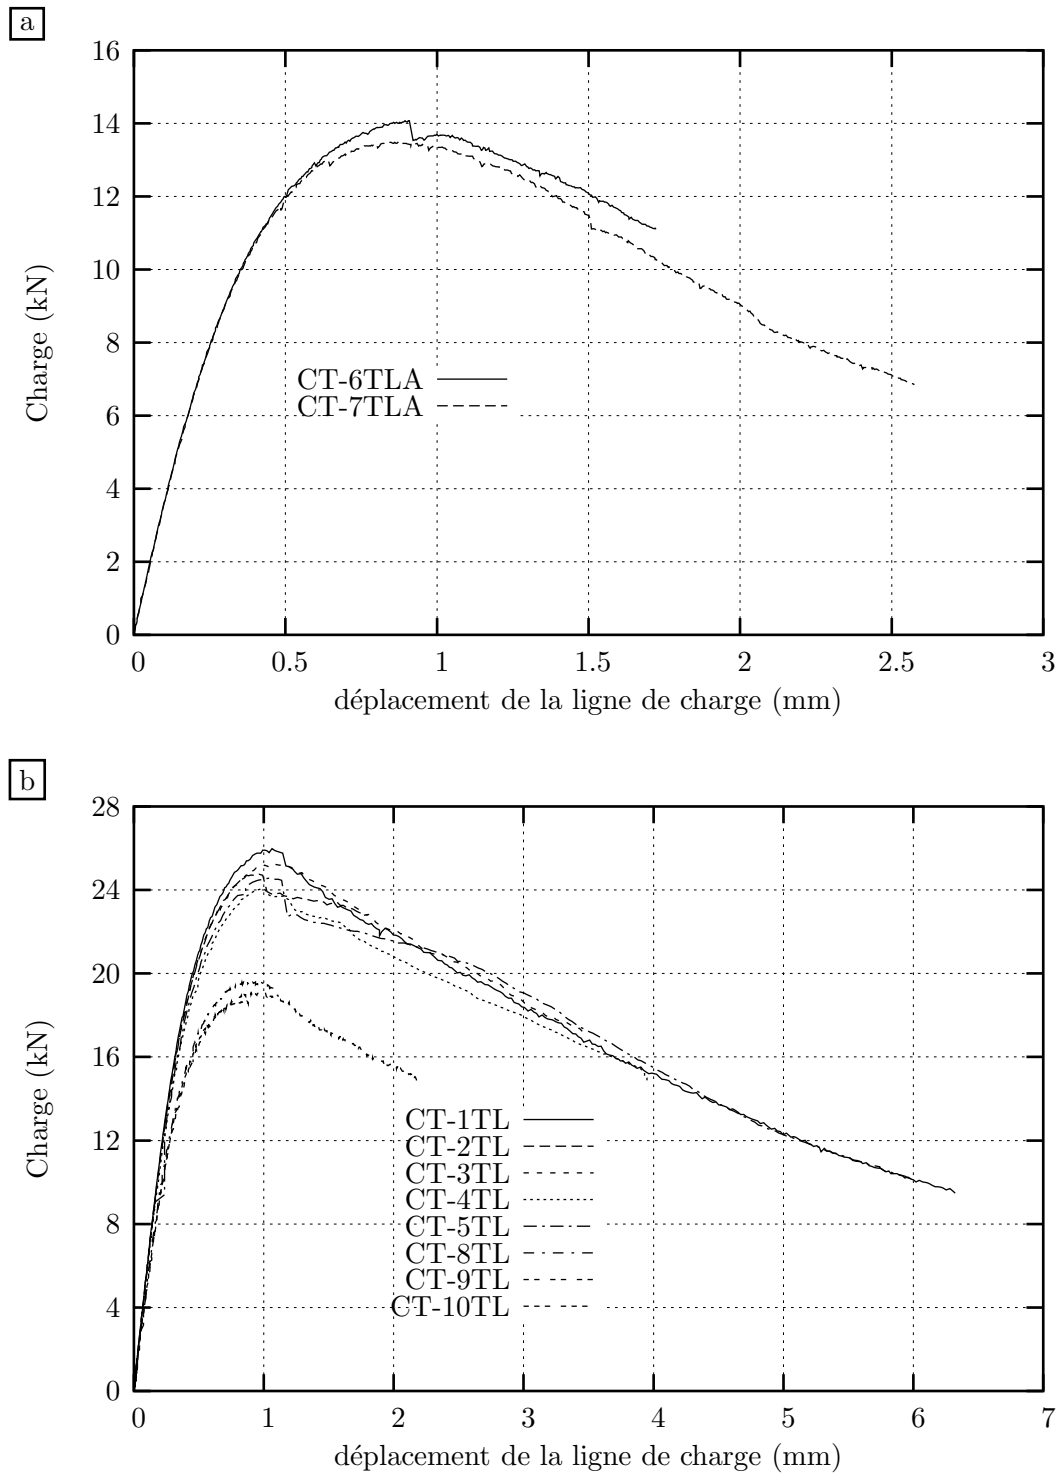 a
16
14
12
10
8
6
4
2
0
Charge (kN)
CT-6TLA
CT-7TLA
0 0.5 1 1.5 2 2.5 3
déplacement de la ligne de charge (mm)
b
28
24
20
16
12
8
4
0
Charge (kN)
CT-1TL
CT-2TL
CT-3TL
CT-4TL
CT-5TL
CT-8TL
CT-9TL
CT-10TL
0 1 2 3 4 5 6 7
déplacement de la ligne de charge (mm)